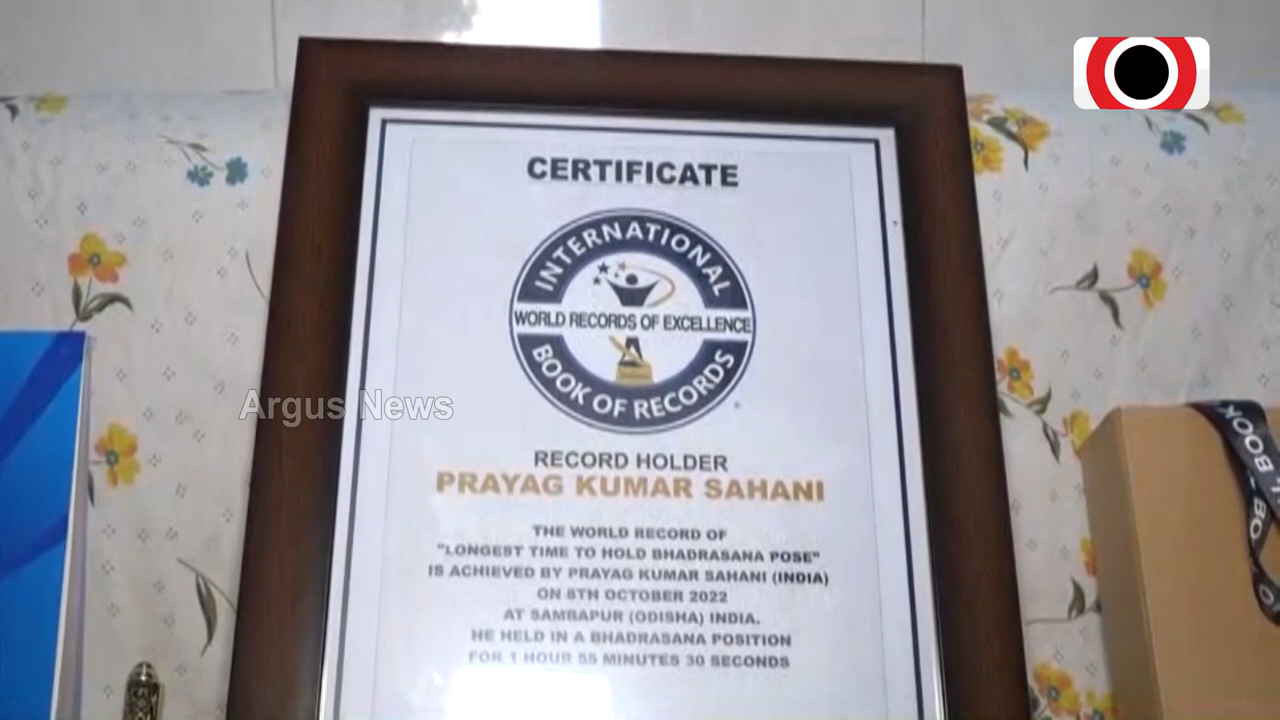 CERTIFICATE
INTERNATIONAL
WORLD RECORDS OF EXCELLENCE
BOOK OF RECORDS
RECORD HOLDER
PRAYAG KUMAR SAHANI
THE WORLD RECORD OF
"LONGEST TIME TO HOLD BHADRASANA POSE"
IS ACHIEVED BY PRAYAG KUMAR SAHANI (INDIA)
ON 8TH OCTOBER 2022
AT SAMBAPUR (ODISHA) INDIA.
HE HELD IN A BHADRASANA POSITION
FOR 1 HOUR 55 MINUTES 30 SECONDS
Argus News
BOOK